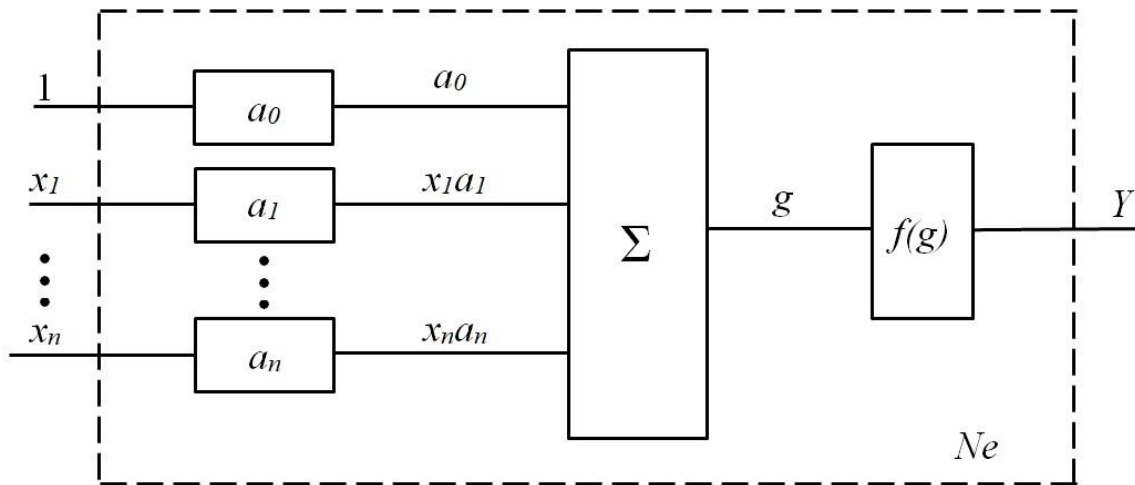 1
a₀
a₀
x₁
a₁
x₁a₁
xₙ
aₙ
xₙaₙ
Σ
g
f(g)
Y
Ne